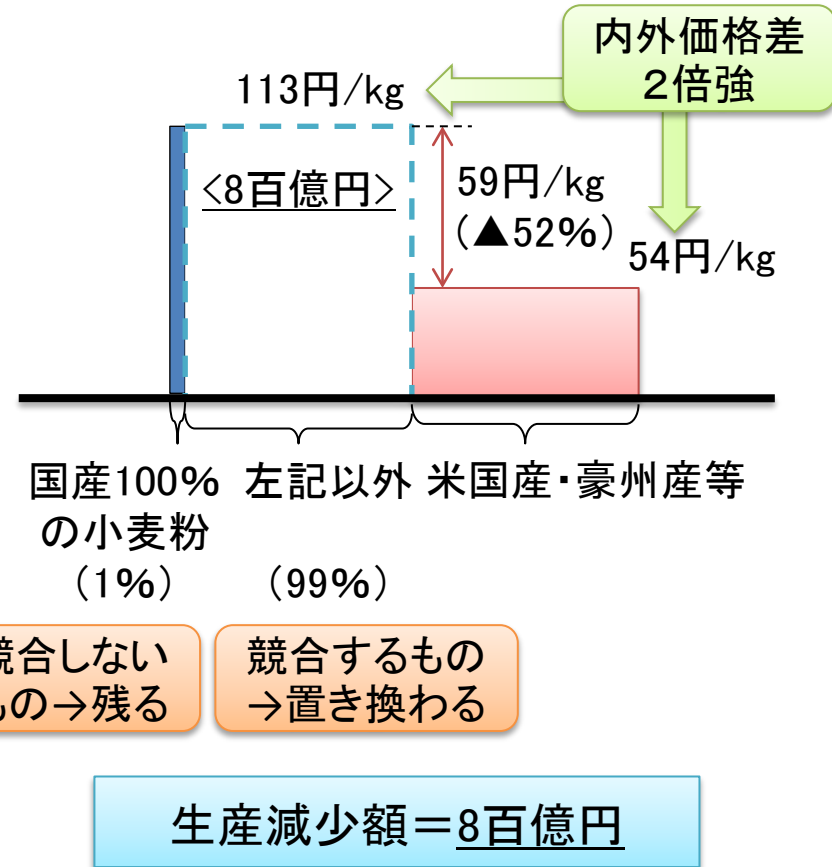 内外価格差
2倍強
113円/kg
<8百億円>
59円/kg
（▲52%）
54円/kg
国産100%
の小麦粉
（1%）
左記以外
（99%）
米国産・豪州産等
競合しない
もの→残る
競合するもの
→置き換わる
生産減少額＝8百億円